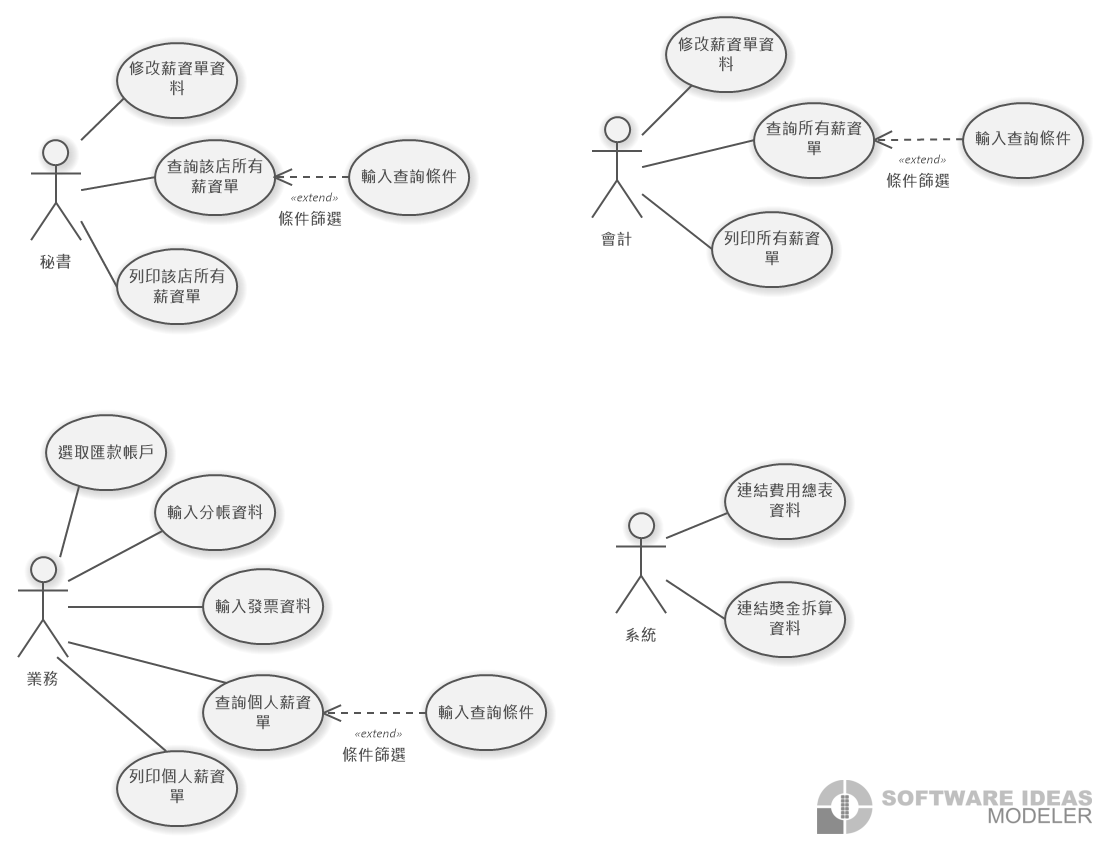 修改薪資單資
料
查詢該店所有
薪資單
輸入查詢條件
«extend»
條件篩選
列印該店所有
薪資單
秘書
修改薪資單資
料
查詢所有薪資
單
輸入查詢條件
«extend»
條件篩選
列印所有薪資
單
會計
選取匯款帳戶
輸入分帳資料
輸入發票資料
查詢個人薪資
單
輸入查詢條件
«extend»
條件篩選
列印個人薪資
單
業務
連結費用總表
資料
連結獎金拆算
資料
系統
SOFTWARE IDEAS
MODELER